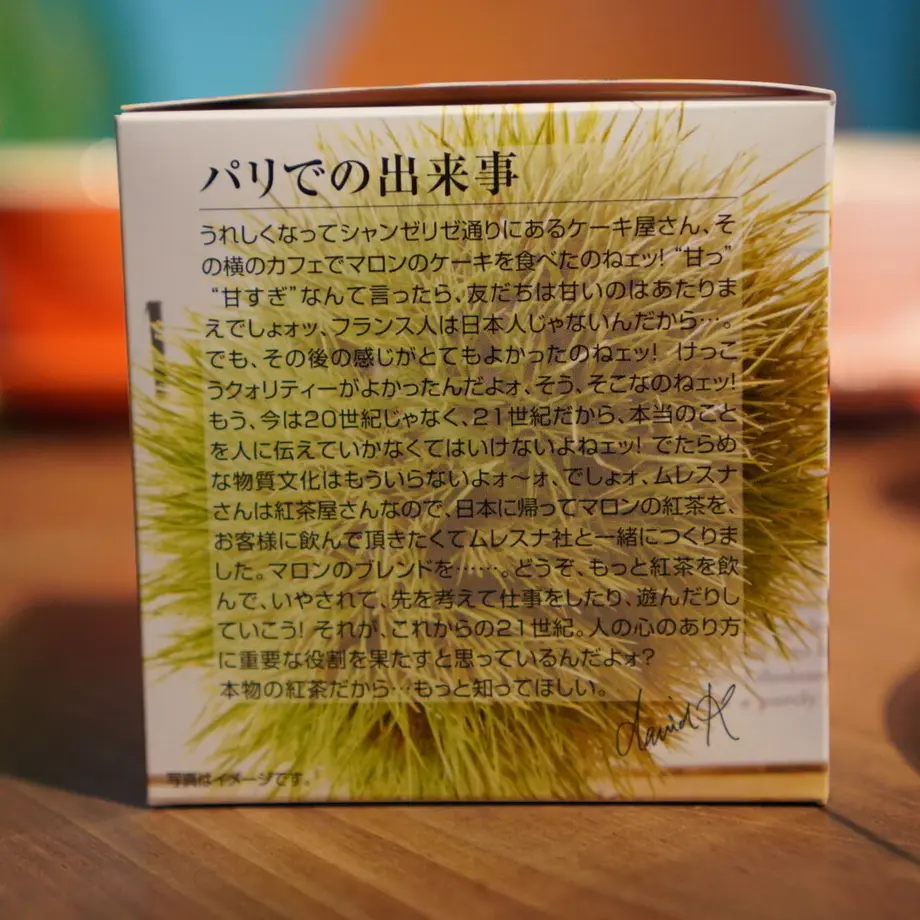 パリでの出来事
うれしくなってシャンゼリゼ通りにあるケーキ屋さん、そ
の横のカフェでマロンのケーキを食べたのねェッ! “甘っ”
“甘すぎ”なんて言ったら、友だちは甘いのはあたりま
えでしょォッ、フランス人は日本人じゃないんだから…。
でも、その後の感じがとてもよかったのねェッ! けっこ
うクォリティーがよかったんだよォ、そう、そこなのねェッ!
もう、今は20世紀じゃなく、21世紀だから、本当のこと
を人に伝えていかなくてはいけないよねェッ! でたらめ
な物質文化はもういらないよォ〜ォ、でしょォ、ムレスナ
さんは紅茶屋さんなので、日本に帰ってマロンの紅茶を、
お客様に飲んで頂きたくてムレスナ社と一緒につくりま
した。マロンのブレンドを……。どうぞ、もっと紅茶を飲
んで、いやされて、先を考えて仕事をしたり、遊んだりし
ていこう! それが、これからの21世紀。人の心のあり方
に重要な役割を果たすと思っているんだよォ?
本物の紅茶だから…もっと知ってほしい。
david K
写真はイメージです。